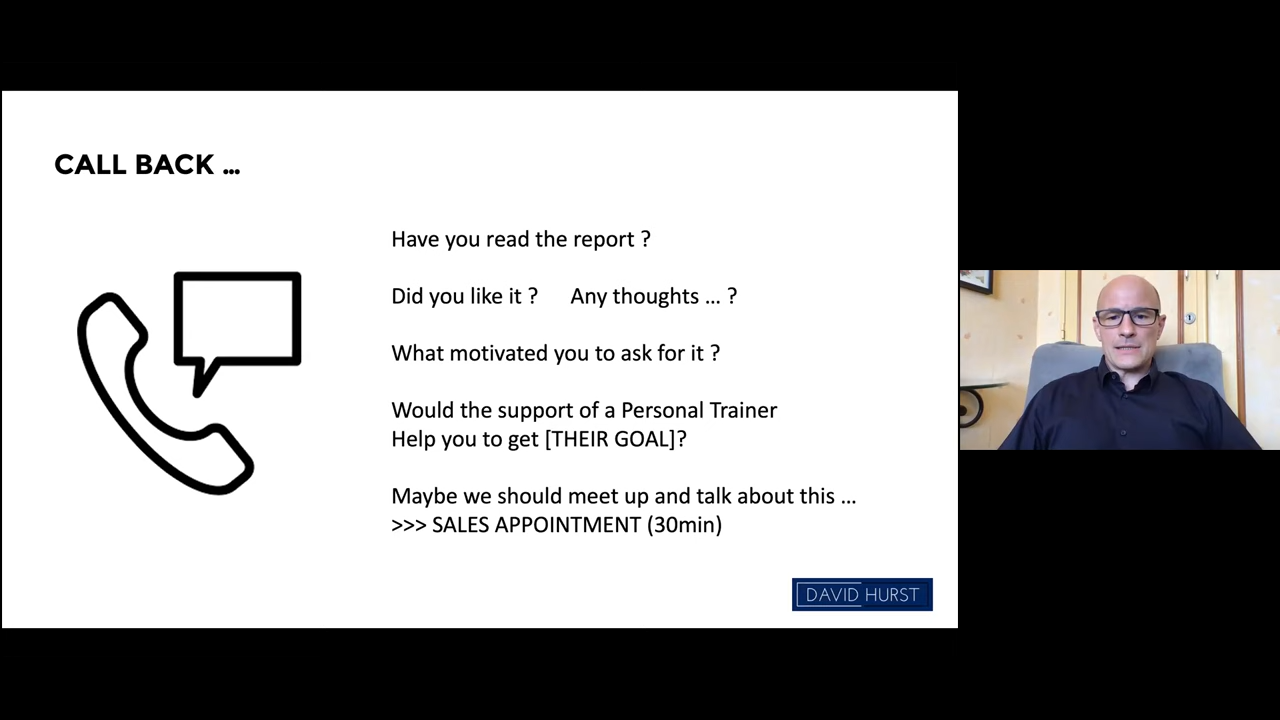 CALL BACK ...
Have you read the report ?
Did you like it ? Any thoughts ... ?
What motivated you to ask for it ?
Would the support of a Personal Trainer
Help you to get [THEIR GOAL]?
Maybe we should meet up and talk about this ...
>>> SALES APPOINTMENT (30min)
DAVID HURST